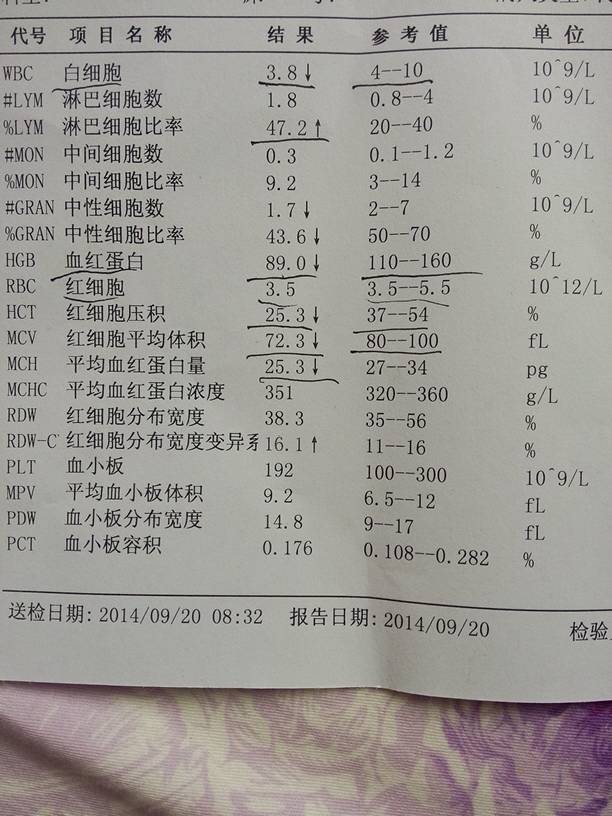 代号 项目名称 结果 参考值 单位
WBC 白细胞 3.8↓ 4--10 10^9/L
#LYM 淋巴细胞数 1.8 0.8--4 10^9/L
%LYM 淋巴细胞比率 47.2↑ 20--40 %
#MON 中间细胞数 0.3 0.1--1.2 10^9/L
%MON 中间细胞比率 9.2 3--14 %
#GRAN 中性细胞数 1.7↓ 2--7 10^9/L
%GRAN 中性细胞比率 43.6↓ 50--70 %
HGB 血红蛋白 89.0↓ 110--160 g/L
RBC 红细胞 3.5 3.5--5.5 10^12/L
HCT 红细胞压积 25.3↓ 37--54 %
MCV 红细胞平均体积 72.3↓ 80--100 fL
MCH 平均血红蛋白量 25.3↓ 27--34 pg
MCHC 平均血红蛋白浓度 351 320--360 g/L
RDW 红细胞分布宽度 38.3 35--56 %
RDW-C 红细胞分布宽度变异系 16.1↑ 11--16 %
PLT 血小板 192 100--300 10^9/L
MPV 平均血小板体积 9.2 6.5--12 fL
PDW 血小板分布宽度 14.8 9--17 fL
PCT 血小板容积 0.176 0.108--0.282 %
送检日期: 2014/09/20 08:32 报告日期: 2014/09/20 检验